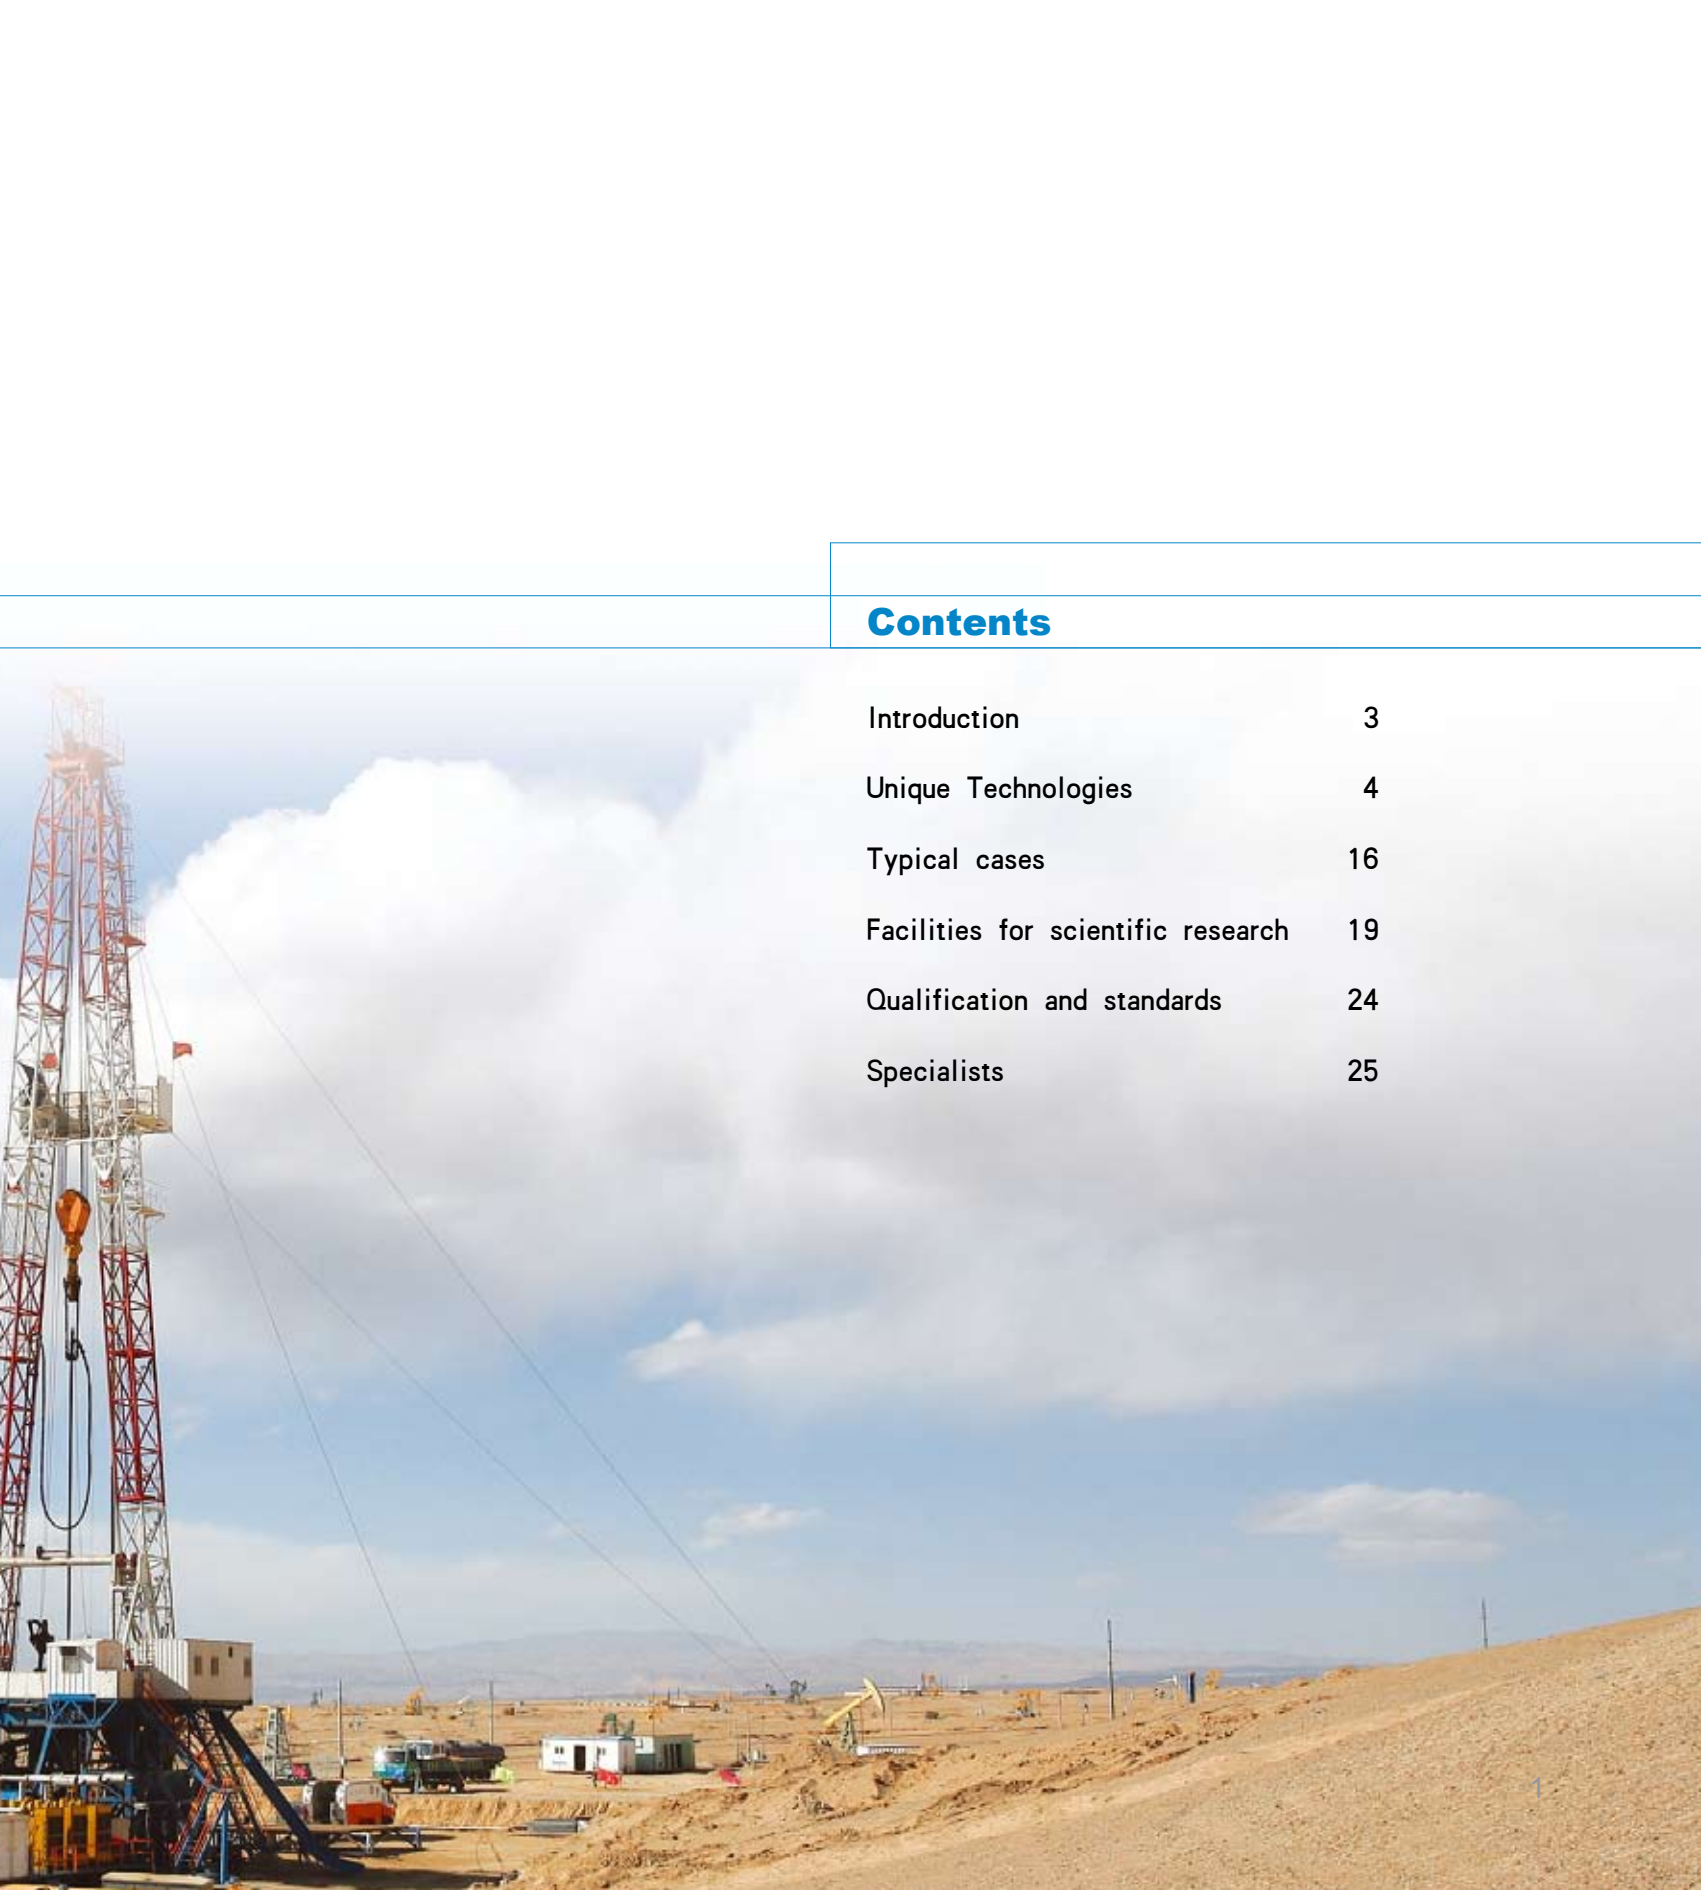 Contents
Introduction 3
Unique Technologies 4
Typical cases 16
Facilities for scientific research 19
Qualification and standards 24
Specialists 25
1